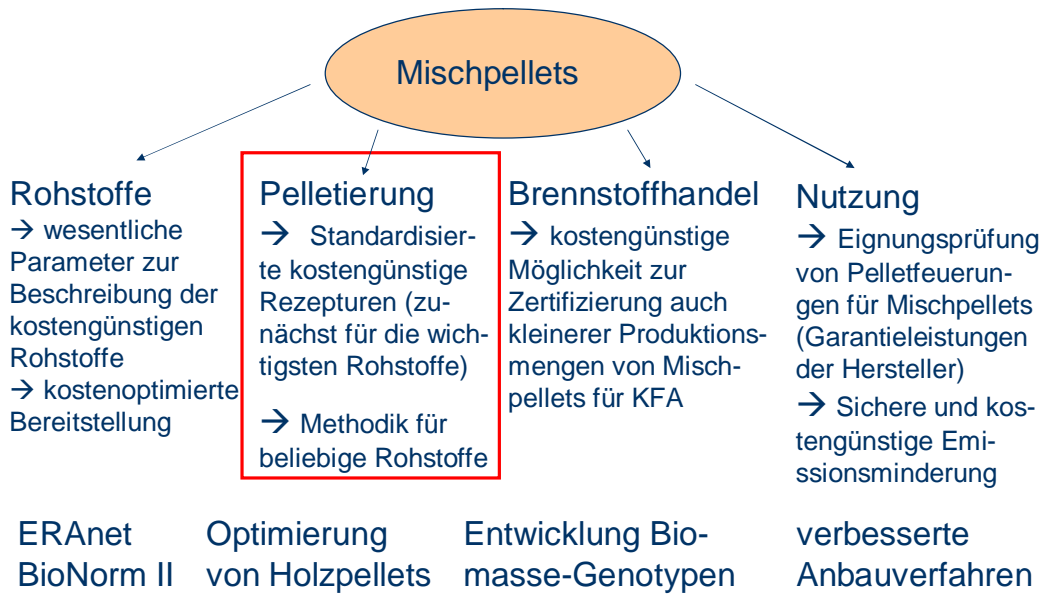 Mischpellets
Rohstoffe
→ wesentliche
Parameter zur
Beschreibung der
kostengünstigen
Rohstoffe
→ kostenoptimierte
Bereitstellung
Pelletierung
→ Standardisier-
te kostengünstige
Rezepturen (zu-
nächst für die wich-
tigsten Rohstoffe)
→ Methodik für
beliebige Rohstoffe
Brennstoffhandel
→ kostengünstige
Möglichkeit zur
Zertifizierung auch
kleinerer Produktions-
mengen von Misch-
pellets für KFA
Nutzung
→ Eignungsprüfung
von Pelletfeuerun-
gen für Mischpellets
(Garantieleistungen
der Hersteller)
→ Sichere und kos-
tengünstige Emi-
ssionsminderung
ERAnet
BioNorm II
Optimierung
von Holzpellets
Entwicklung Bio-
masse-Genotypen
verbesserte
Anbauverfahren